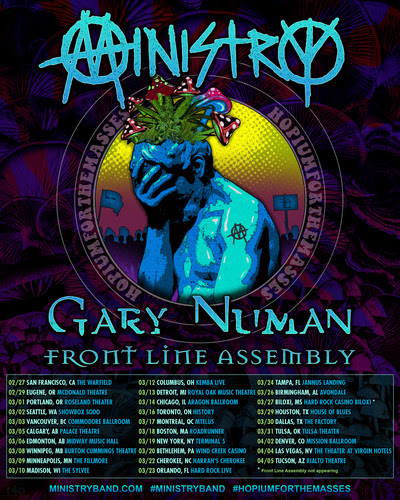 MINISTRY
HOPIUMFORTHEMASSES
HOPIUMFORTHEMASSES
GARY NUMAN
FRONT LINE ASSEMBLY
02/27 SAN FRANCISCO, CA THE WARFIELD
02/29 EUGENE, OR MCDONALD THEATRE
03/01 PORTLAND, OR ROSELAND THEATER
03/02 SEATTLE, WA SHOWBOX SODO
03/03 VANCOUVER, BC COMMODORE BALLROOM
03/05 CALGARY, AB PALACE THEATRE
03/06 EDMONTON, AB MIDWAY MUSIC HALL
03/08 WINNIPEG, MB BURTON CUMMINGS THEATRE
03/09 MINNEAPOLIS, MN THE FILLMORE
03/10 MADISON, WI THE SYLVEE
03/12 COLUMBUS, OH KEMBA LIVE
03/13 DETROIT, MI ROYAL OAK MUSIC THEATRE
03/14 CHICAGO, IL ARAGON BALLROOM
03/16 TORONTO, ON HISTORY
03/17 MONTREAL, QC MTELUS
03/18 BOSTON, MA ROADRUNNER
03/19 NEW YORK, NY TERMINAL 5
03/20 BETHLEHEM, PA WIND CREEK CASINO
03/22 CHEROKEE, NC HARRAH'S CHEROKEE
03/23 ORLANDO, FL HARD ROCK LIVE
03/24 TAMPA, FL JANNUS LANDING
03/26 BIRMINGHAM, AL AVONDALE
03/27 BILOXI, MS HARD ROCK CASINO BILOXI *
03/29 HOUSTON, TX HOUSE OF BLUES
03/30 DALLAS, TX THE FACTORY
03/31 TULSA, OK TULSA THEATER
04/02 DENVER, CO MISSION BALLROOM
04/04 LAS VEGAS, NV THE THEATER AT VIRGIN HOTELS
04/05 TUCSON, AZ RIALTO THEATRE
* Front Line Assembly not appearing
MINISTRYBAND.COM #MINISTRYBAND #HOPIUMFORTHEMASSES